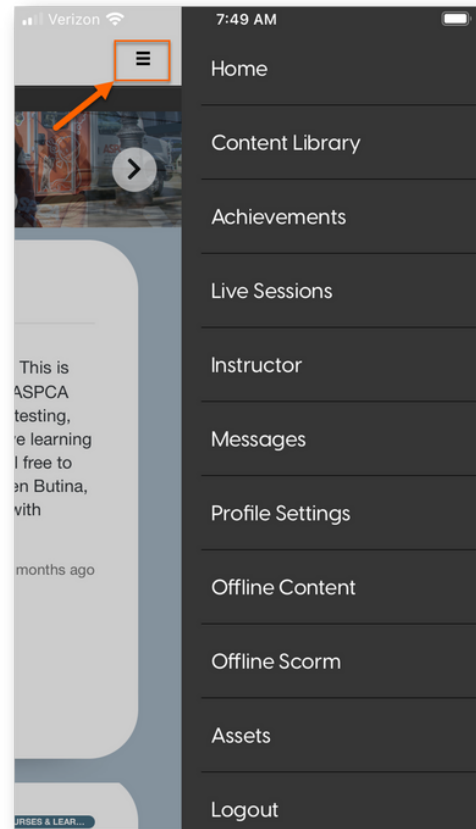 Verizon
7:49 AM
Home
Content Library
Achievements
Live Sessions
Instructor
Messages
Profile Settings
Offline Content
Offline Scorm
Assets
Logout
ASPCA
This is
ASPCA
testing,
e learning
l free to
en Butina,
with
months ago
URSES & LEAR...